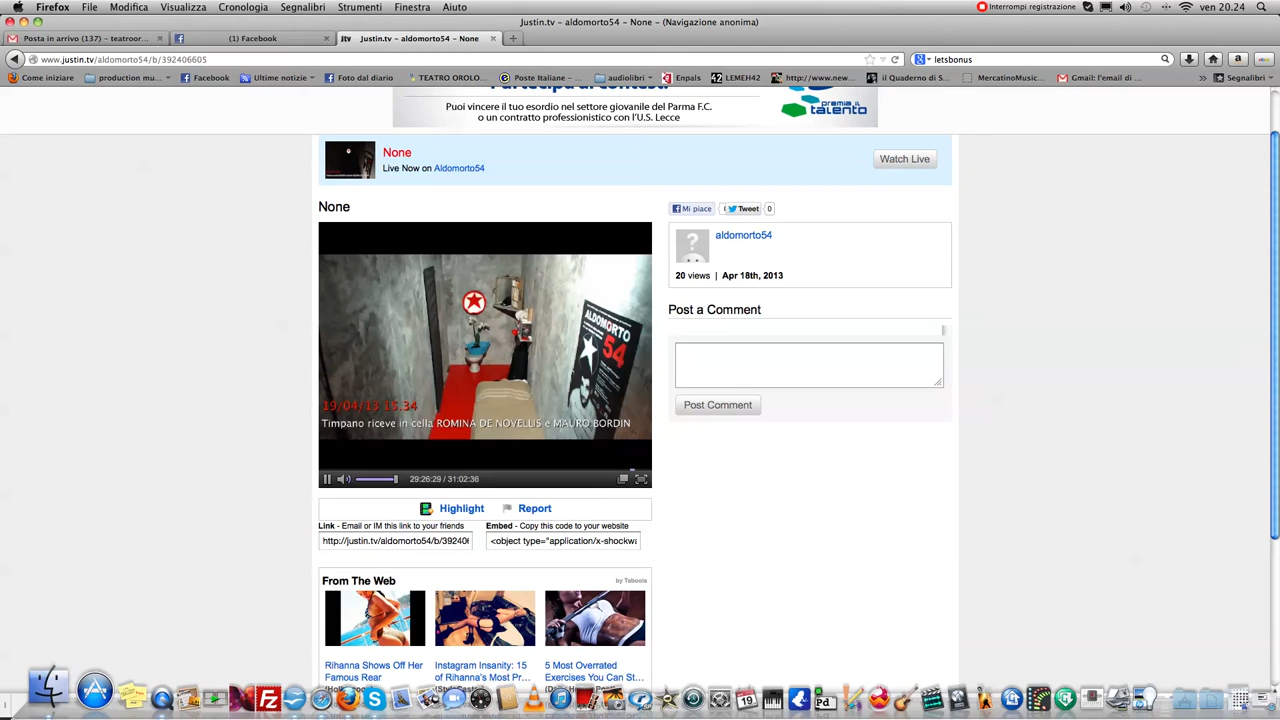 Firefox File Modifica Visualizza Cronologia Segnalibri Strumenti Finestra Aiuto Interrompi registrazione ven 20.24
Justin.tv – aldomorto54 – None – (Navigazione anonima)
Posta in arrivo (137) – teatroor... (1) Facebook Justin.tv – aldomorto54 – None
www.justin.tv/aldomorto54/b/392406605 letsbonus
Come iniziare production mu... Facebook Ultime notizie Foto dal diario TEATRO OROLO... Poste Italiane – ... audiolibri Enpals LEMEH42 http://www.new... il Quaderno di S... MercatinoMusic... Gmail: l'email di ... Segnalibri
Partecipa al contest!
Puoi vincere il tuo esordio nel settore giovanile del Parma F.C.
o un contratto professionistico con l'U.S. Lecce
premia il
talento
None
Live Now on Aldomorto54
Watch Live
None
Mi piace Tweet 0
aldomorto54
20 views | Apr 18th, 2013
Post a Comment
Post Comment
ALDOMORTO
54
19/04/13 15.34
Timpano riceve in cella ROMINA DE NOVELLIS e MAURO BORDIN
29:26:29 / 31:02:36
Highlight Report
Link - Email or IM this link to your friends
Embed - Copy this code to your website
http://justin.tv/aldomorto54/b/39240
<object type="application/x-shockwa
From The Web
by Taboola
Rihanna Shows Off Her
Famous Rear
Instagram Insanity: 15
of Rihanna's Most Pr...
5 Most Overrated
Exercises You Can St...
19
Pd